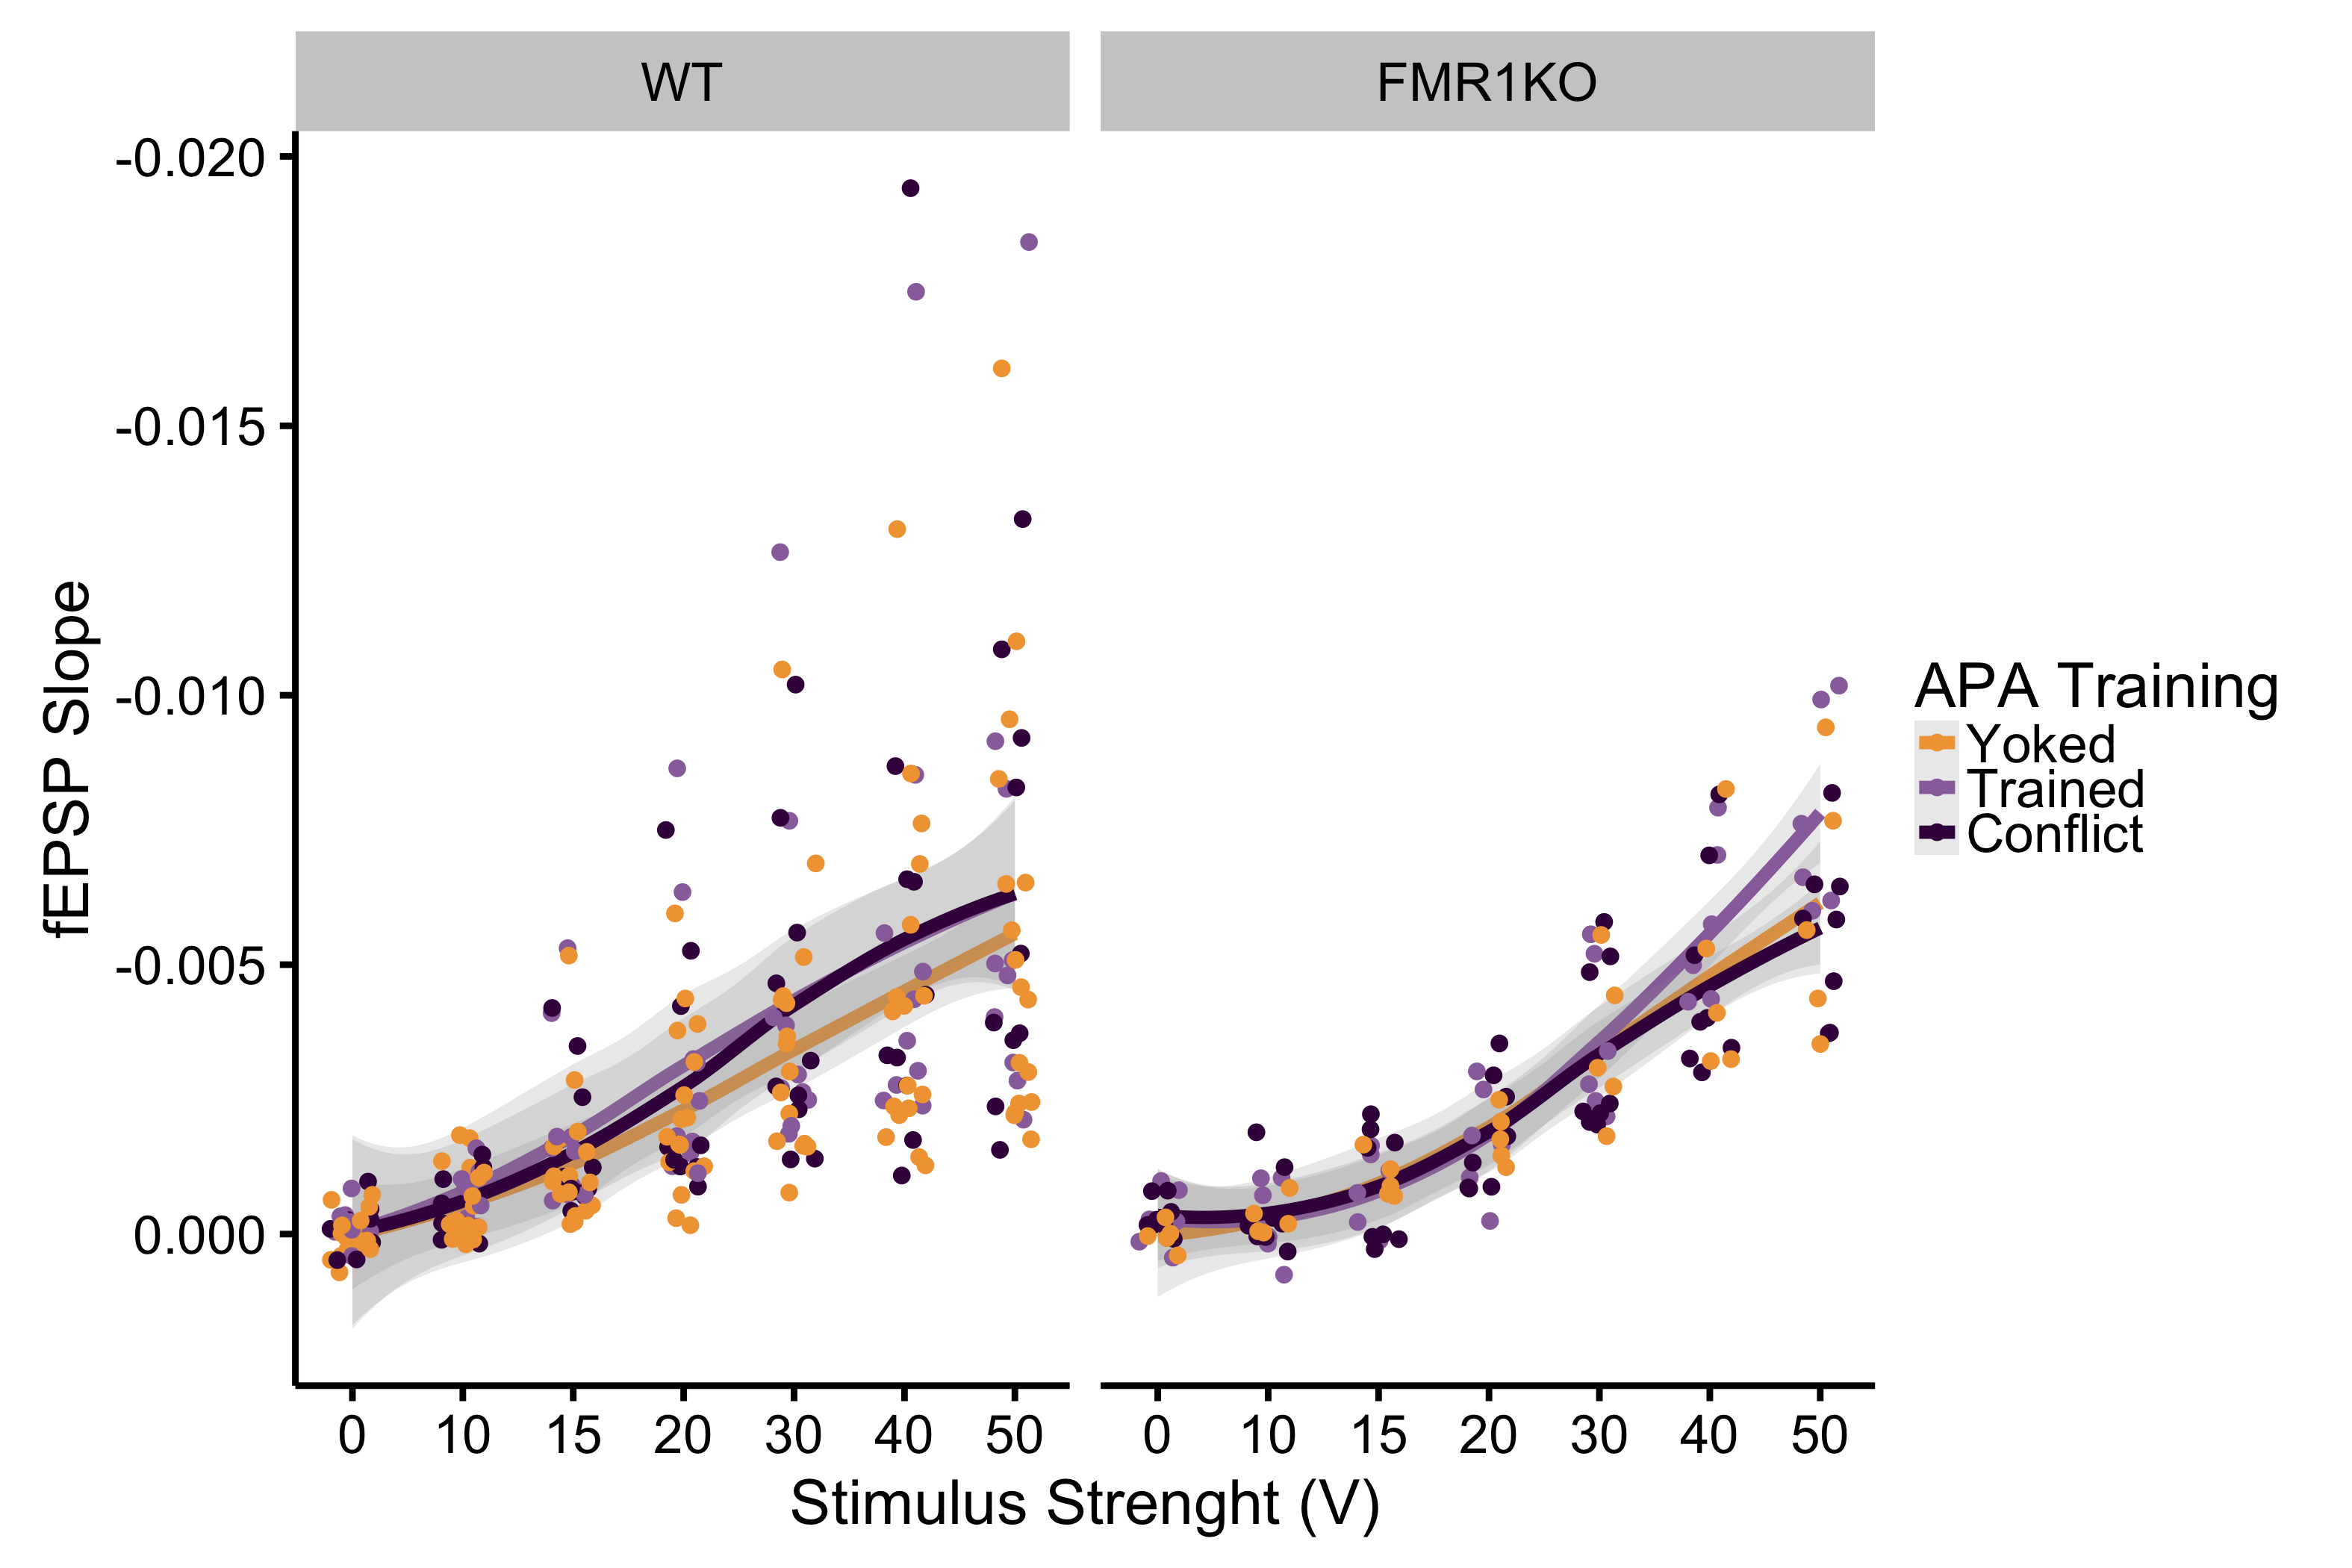 WT
FMR1KO
-0.020
-0.015
-0.010
-0.005
0.000
fEPSP Slope
0 10 15 20 30 40 50
0 10 15 20 30 40 50
Stimulus Strenght (V)
APA Training
Yoked
Trained
Conflict